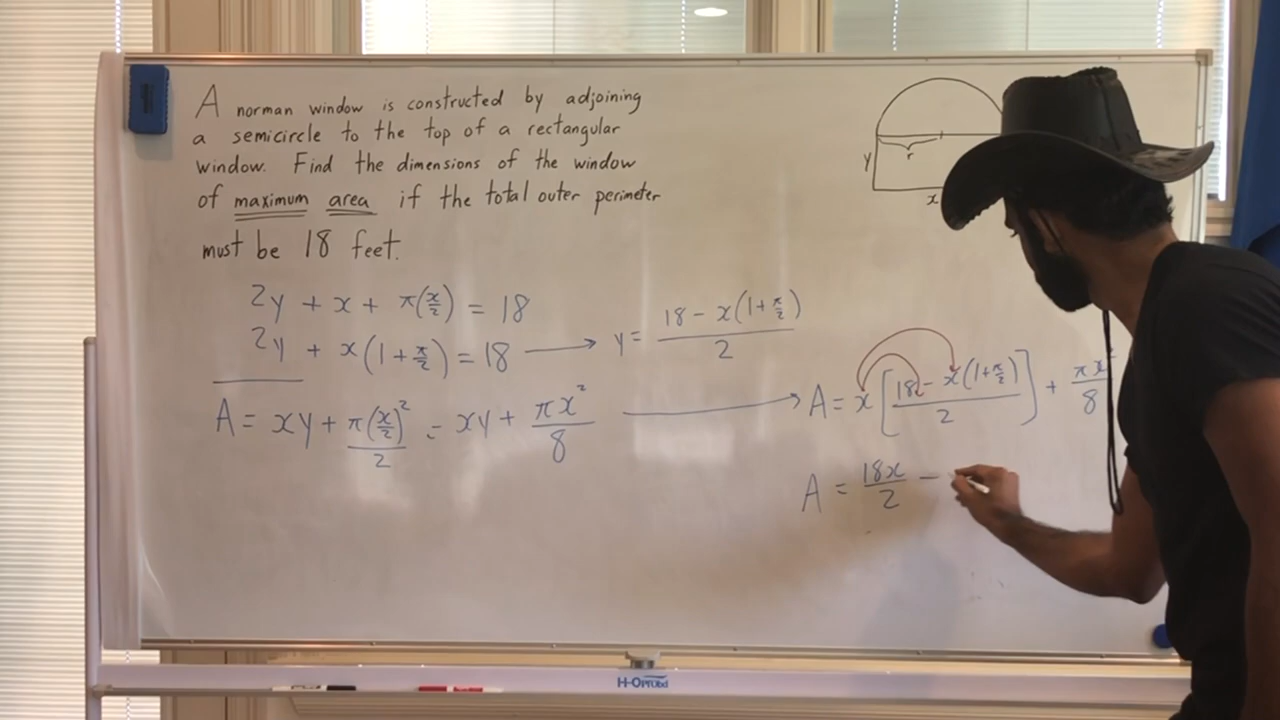 A norman window is constructed by adjoining
a semicircle to the top of a rectangular
window. Find the dimensions of the window
of maximum area if the total outer perimeter
must be 18 feet.
y
r
x
2y + x + π(x/2) = 18
2y + x(1+π/2) = 18 → y = (18 - x(1+π/2))/2
A = xy + π(x/2)²/2 = xy + πx²/8 → A = x[(18 - x(1+π/2))/2] + πx²/8
A = 18x/2 -
H-Qprobd